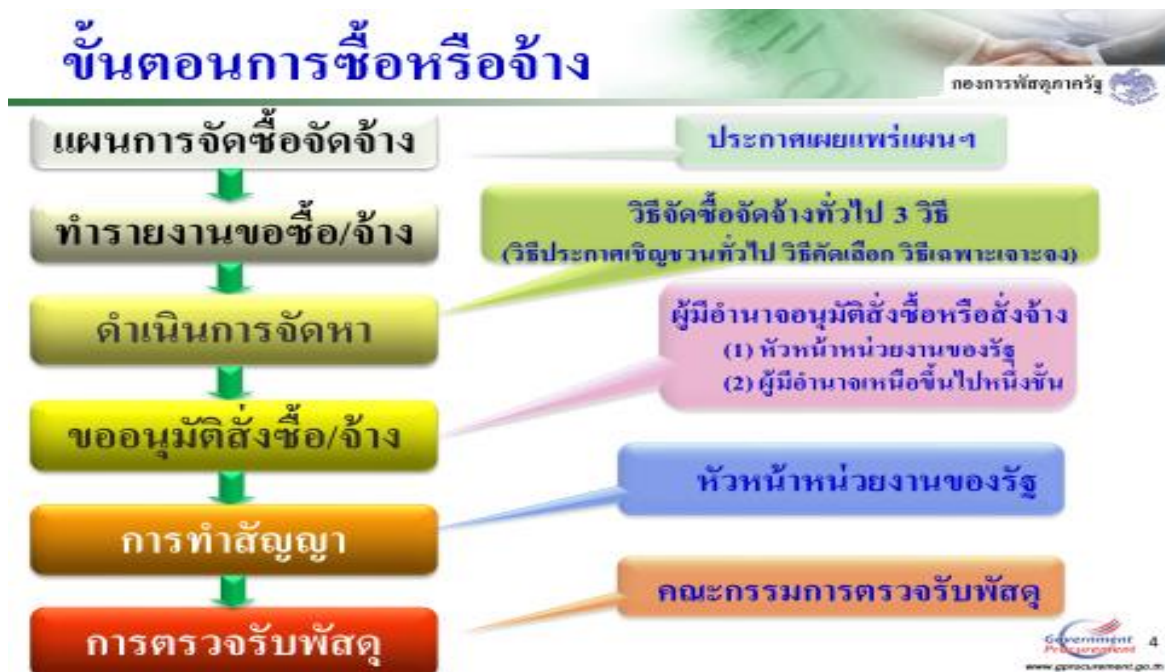 ขั้นตอนการซื้อหรือจ้าง
กองการพัสดุภาครัฐ
แผนการจัดซื้อจัดจ้าง
ประกาศเผยแพร่แผนฯ
ทำรายงานขอซื้อ/จ้าง
วิธีจัดซื้อจัดจ้างทั่วไป 3 วิธี
(วิธีประกาศเชิญชวนทั่วไป วิธีคัดเลือก วิธีเฉพาะเจาะจง)
ดำเนินการจัดหา
ผู้มีอำนาจอนุมัติสั่งซื้อหรือสั่งจ้าง
(1) หัวหน้าหน่วยงานของรัฐ
(2) ผู้มีอำนาจเหนือขึ้นไปหนึ่งชั้น
ขออนุมัติสั่งซื้อ/จ้าง
หัวหน้าหน่วยงานของรัฐ
การทำสัญญา
คณะกรรมการตรวจรับพัสดุ
การตรวจรับพัสดุ
Government
Procurement
4
www.gprocurement.go.th